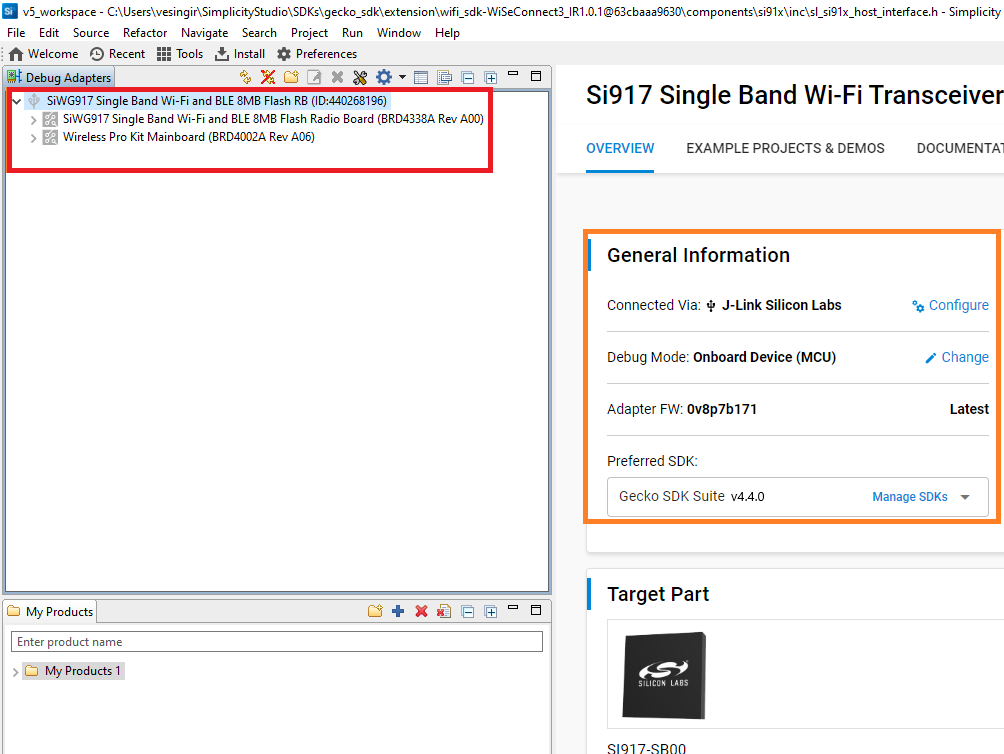 v5_workspace - C:\Users\vesingir\SimplicityStudio\SDKs\gecko_sdk\extension\wifi_sdk-WiSeConnect3_IR1.0.1@63cbaaa9630\components\si91x\inc\sl_si91x_host_interface.h - Simplicity
File Edit Source Refactor Navigate Search Project Run Window Help
Welcome Recent Tools Install Preferences
Debug Adapters
SiWG917 Single Band Wi-Fi and BLE 8MB Flash RB (ID:440268196)
SiWG917 Single Band Wi-Fi and BLE 8MB Flash Radio Board (BRD4338A Rev A00)
Wireless Pro Kit Mainboard (BRD4002A Rev A06)
My Products
Enter product name
My Products 1
Si917 Single Band Wi-Fi Transceiver
OVERVIEW EXAMPLE PROJECTS & DEMOS DOCUMENTAT
General Information
Connected Via: J-Link Silicon Labs Configure
Debug Mode: Onboard Device (MCU) Change
Adapter FW: 0v8p7b171 Latest
Preferred SDK:
Gecko SDK Suite v4.4.0 Manage SDKs
Target Part
SILICON LABS
SI917-SB00